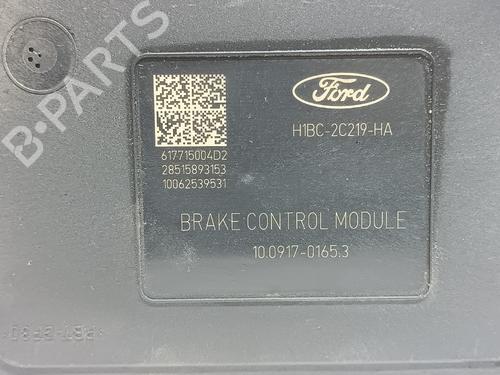 B-PARTS
Ford
H1BC-2C219-HA
617715004D2
28515893153
10062539531
BRAKE CONTROL MODULE
10.0917-0165.3